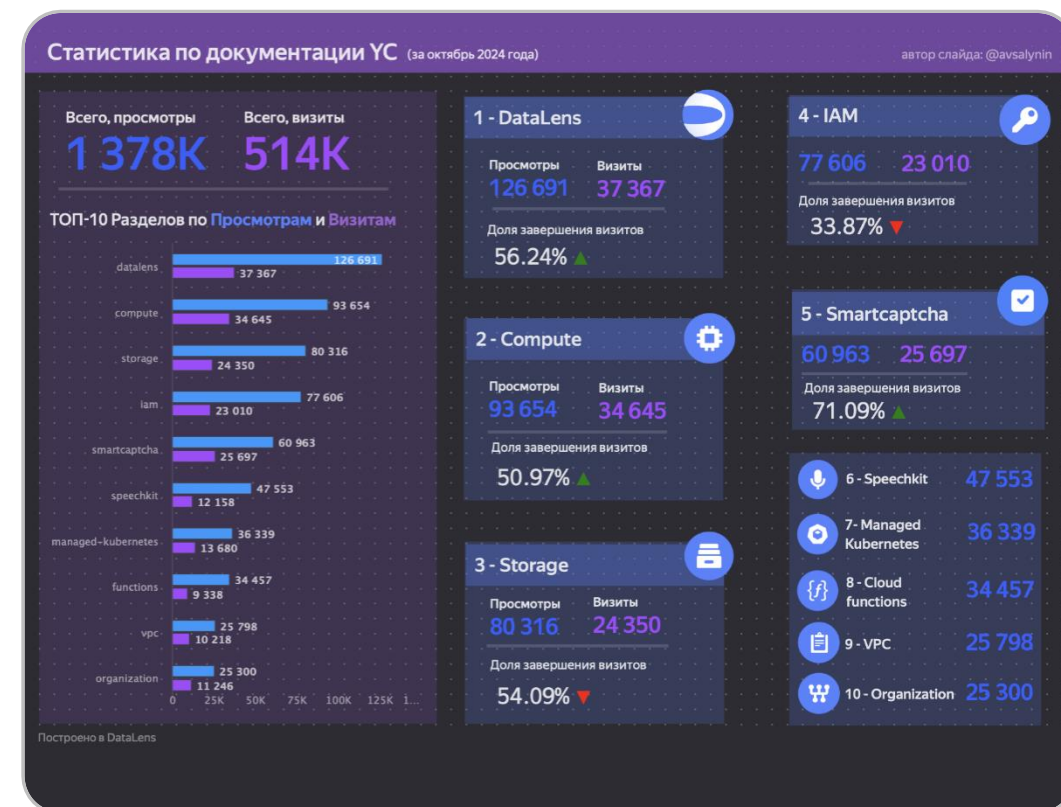 Статистика по документации YC (за октябрь 2024 года)
автор слайда: @avsalynin
Всего, просмотры
Всего, визиты
1 378K
514K
ТОП-10 Разделов по Просмотрам и Визитам
datalens
126 691
37 367
compute
93 654
34 645
storage
80 316
24 350
iam
77 606
23 010
smartcaptcha
60 963
25 697
speechkit
47 553
12 158
managed-kubernetes
36 339
13 680
functions
34 457
9 338
vpc
25 798
10 218
organization
25 300
11 246
0 25K 50K 75K 100K 125K 1...
Построено в DataLens
1 - DataLens
Просмотры Визиты
126 691 37 367
Доля завершения визитов
56.24%
2 - Compute
Просмотры Визиты
93 654 34 645
Доля завершения визитов
50.97%
3 - Storage
Просмотры Визиты
80 316 24 350
Доля завершения визитов
54.09%
4 - IAM
77 606 23 010
Доля завершения визитов
33.87%
5 - Smartcaptcha
60 963 25 697
Доля завершения визитов
71.09%
6 - Speechkit 47 553
7- Managed
Kubernetes
36 339
{ƒ}
8 - Cloud
functions
34 457
9 - VPC 25 798
10 - Organization 25 300